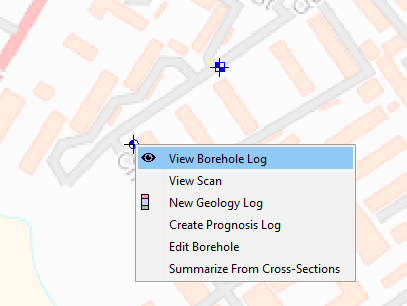 View Borehole Log
View Scan
New Geology Log
Create Prognosis Log
Edit Borehole
Summarize From Cross-Sections